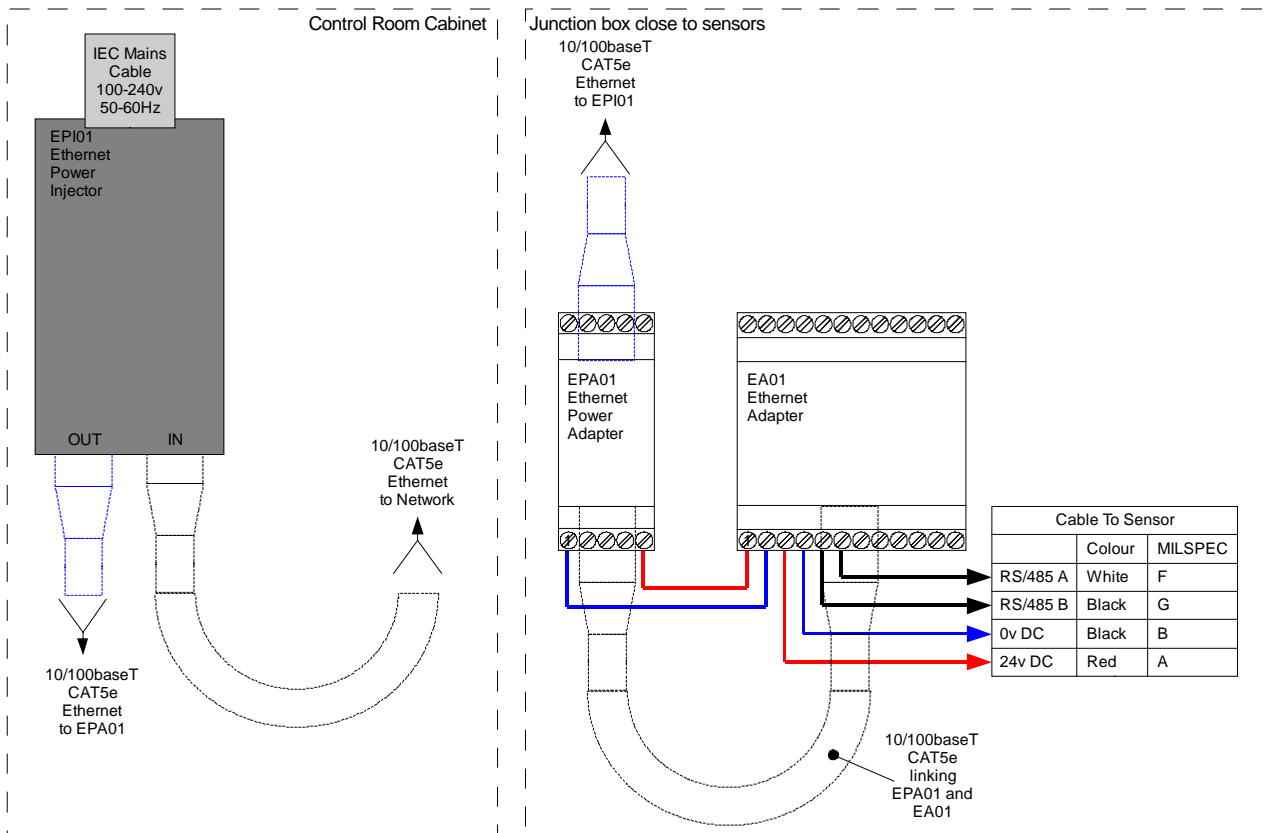 Control Room Cabinet
IEC Mains
Cable
100-240v
50-60Hz
EPI01
Ethernet
Power
Injector
OUT
IN
10/100baseT
CAT5e
Ethernet
to Network
10/100baseT
CAT5e
Ethernet
to EPA01
Junction box close to sensors
10/100baseT
CAT5e
Ethernet
to EPI01
EPA01
Ethernet
Power
Adapter
1
EA01
Ethernet
Adapter
1
Cable To Sensor
Colour MILSPEC
RS/485 A White F
RS/485 B Black G
0v DC Black B
24v DC Red A
10/100baseT
CAT5e
linking
EPA01 and
EA01